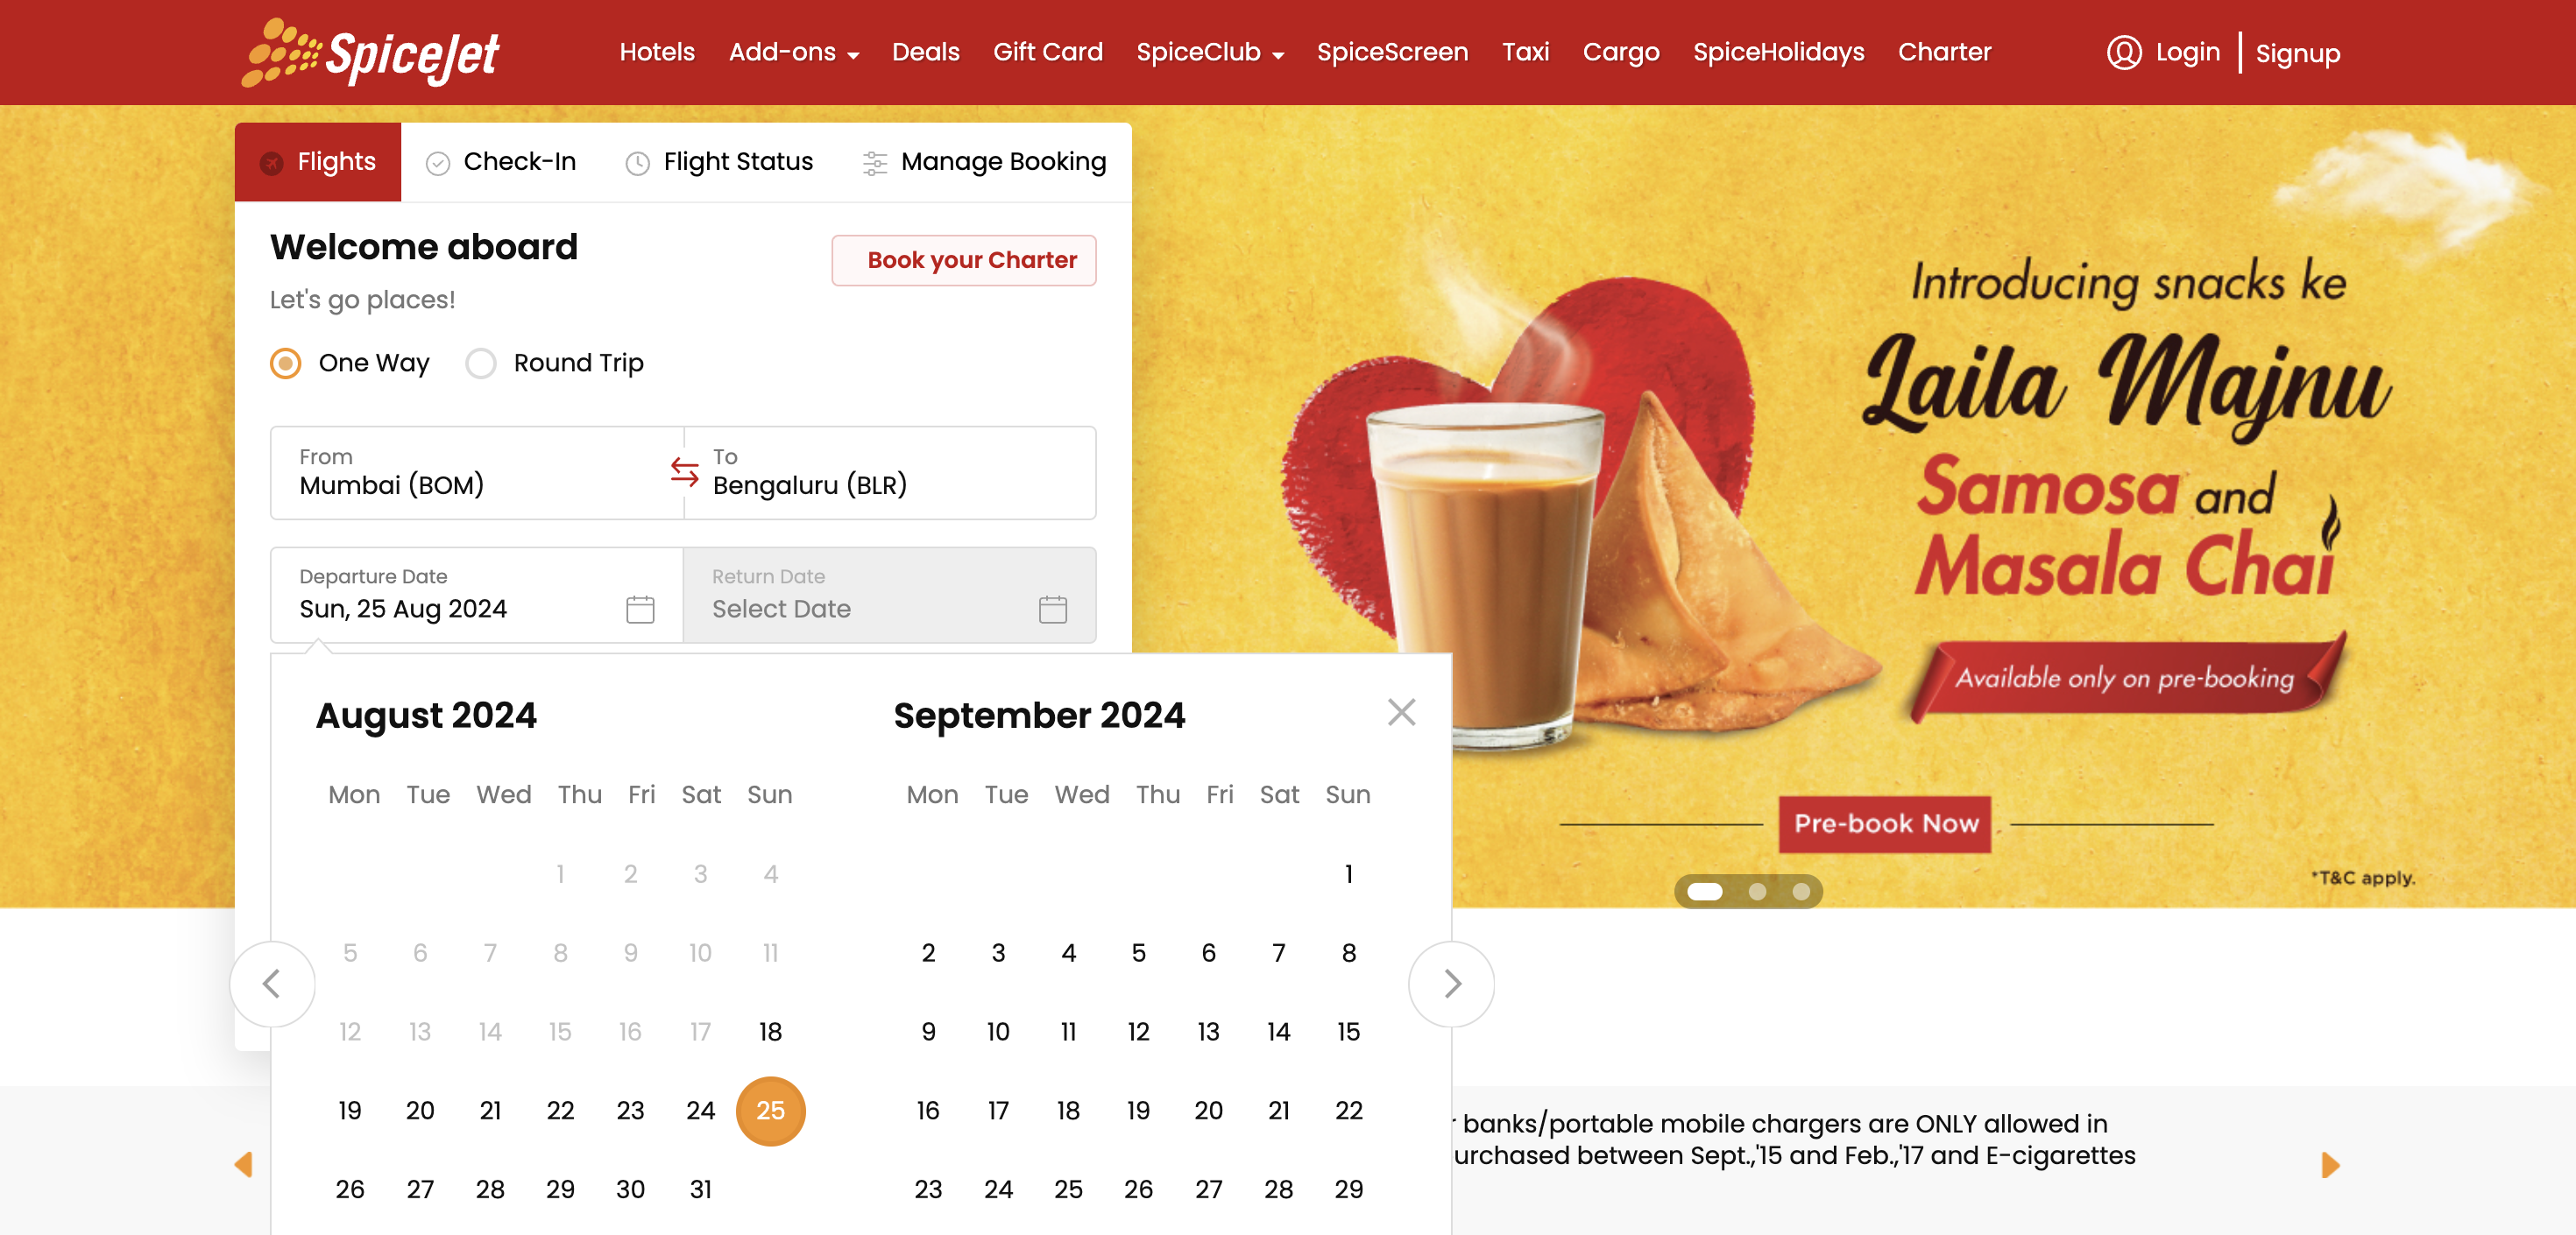 SpiceJet
Hotels Add-ons Deals Gift Card SpiceClub SpiceScreen Taxi Cargo SpiceHolidays Charter Login Signup
Flights Check-In Flight Status Manage Booking
Welcome aboard
Book your Charter
Let's go places!
One Way Round Trip
From
Mumbai (BOM)
To
Bengaluru (BLR)
Departure Date
Sun, 25 Aug 2024
Return Date
Select Date
August 2024
Mon Tue Wed Thu Fri Sat Sun
1 2 3 4
5 6 7 8 9 10 11
12 13 14 15 16 17 18
19 20 21 22 23 24 25
26 27 28 29 30 31
September 2024
Mon Tue Wed Thu Fri Sat Sun
1
2 3 4 5 6 7 8
9 10 11 12 13 14 15
16 17 18 19 20 21 22
23 24 25 26 27 28 29
Introducing snacks ke
Laila Majnu
Samosa and
Masala Chai
Available only on pre-booking
Pre-book Now
*T&C apply.
banks/portable mobile chargers are ONLY allowed in
urchased between Sept.,'15 and Feb.,'17 and E-cigarettes